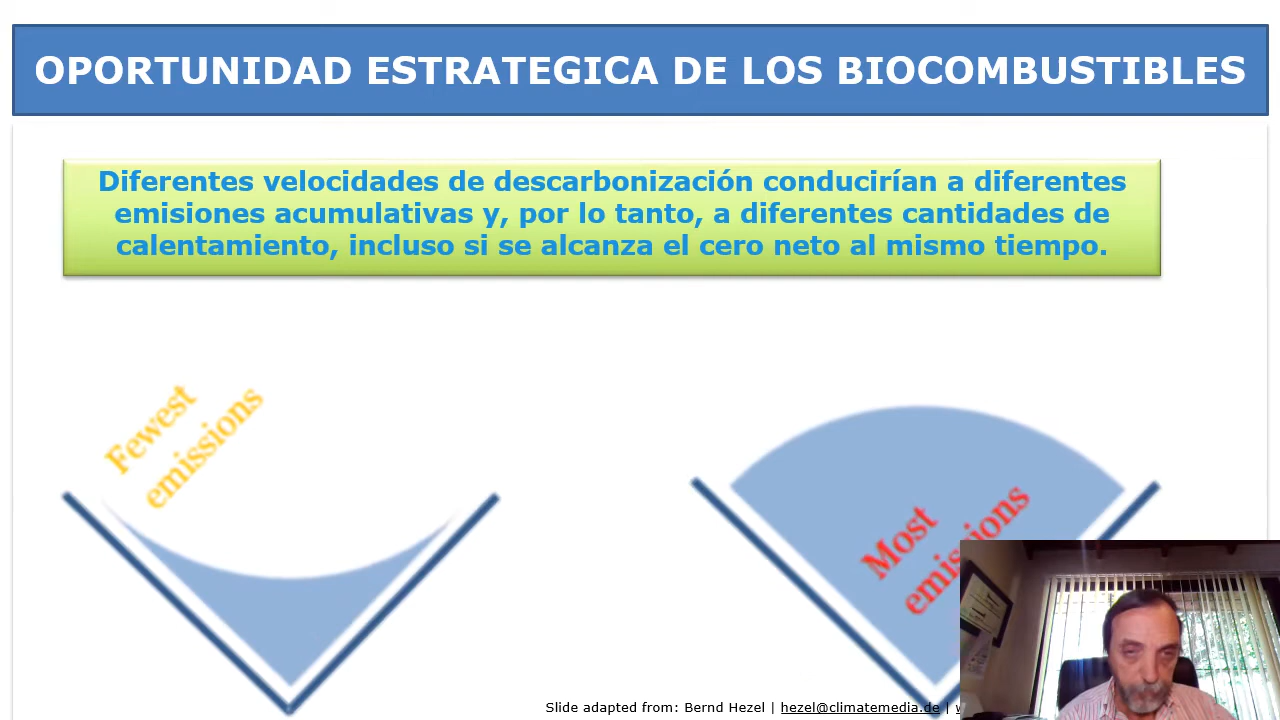 OPORTUNIDAD ESTRATEGICA DE LOS BIOCOMBUSTIBLES
Diferentes velocidades de descarbonización conducirían a diferentes
emisiones acumulativas y, por lo tanto, a diferentes cantidades de
calentamiento, incluso si se alcanza el cero neto al mismo tiempo.
Fewest
emissions
Most
emissions
Slide adapted from: Bernd Hezel | hezel@climatemedia.de |